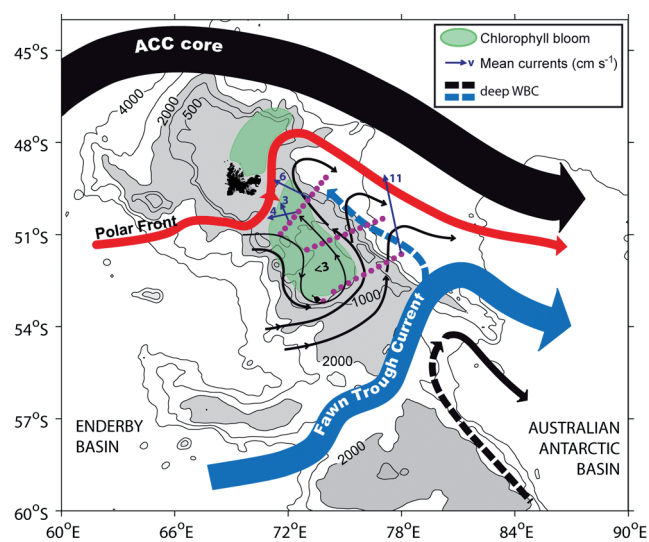 45°S
48°S
51°S
54°S
57°S
60°S
60°E
66°E
72°E
78°E
84°E
90°E
ACC core
Chlorophyll bloom
v Mean currents (cm s⁻¹)
deep WBC
4000
2000
500
Polar Front
6
3
4
11
<3
1000
2000
Fawn Trough Current
2000
ENDERBY
BASIN
AUSTRALIAN
ANTARCTIC
BASIN